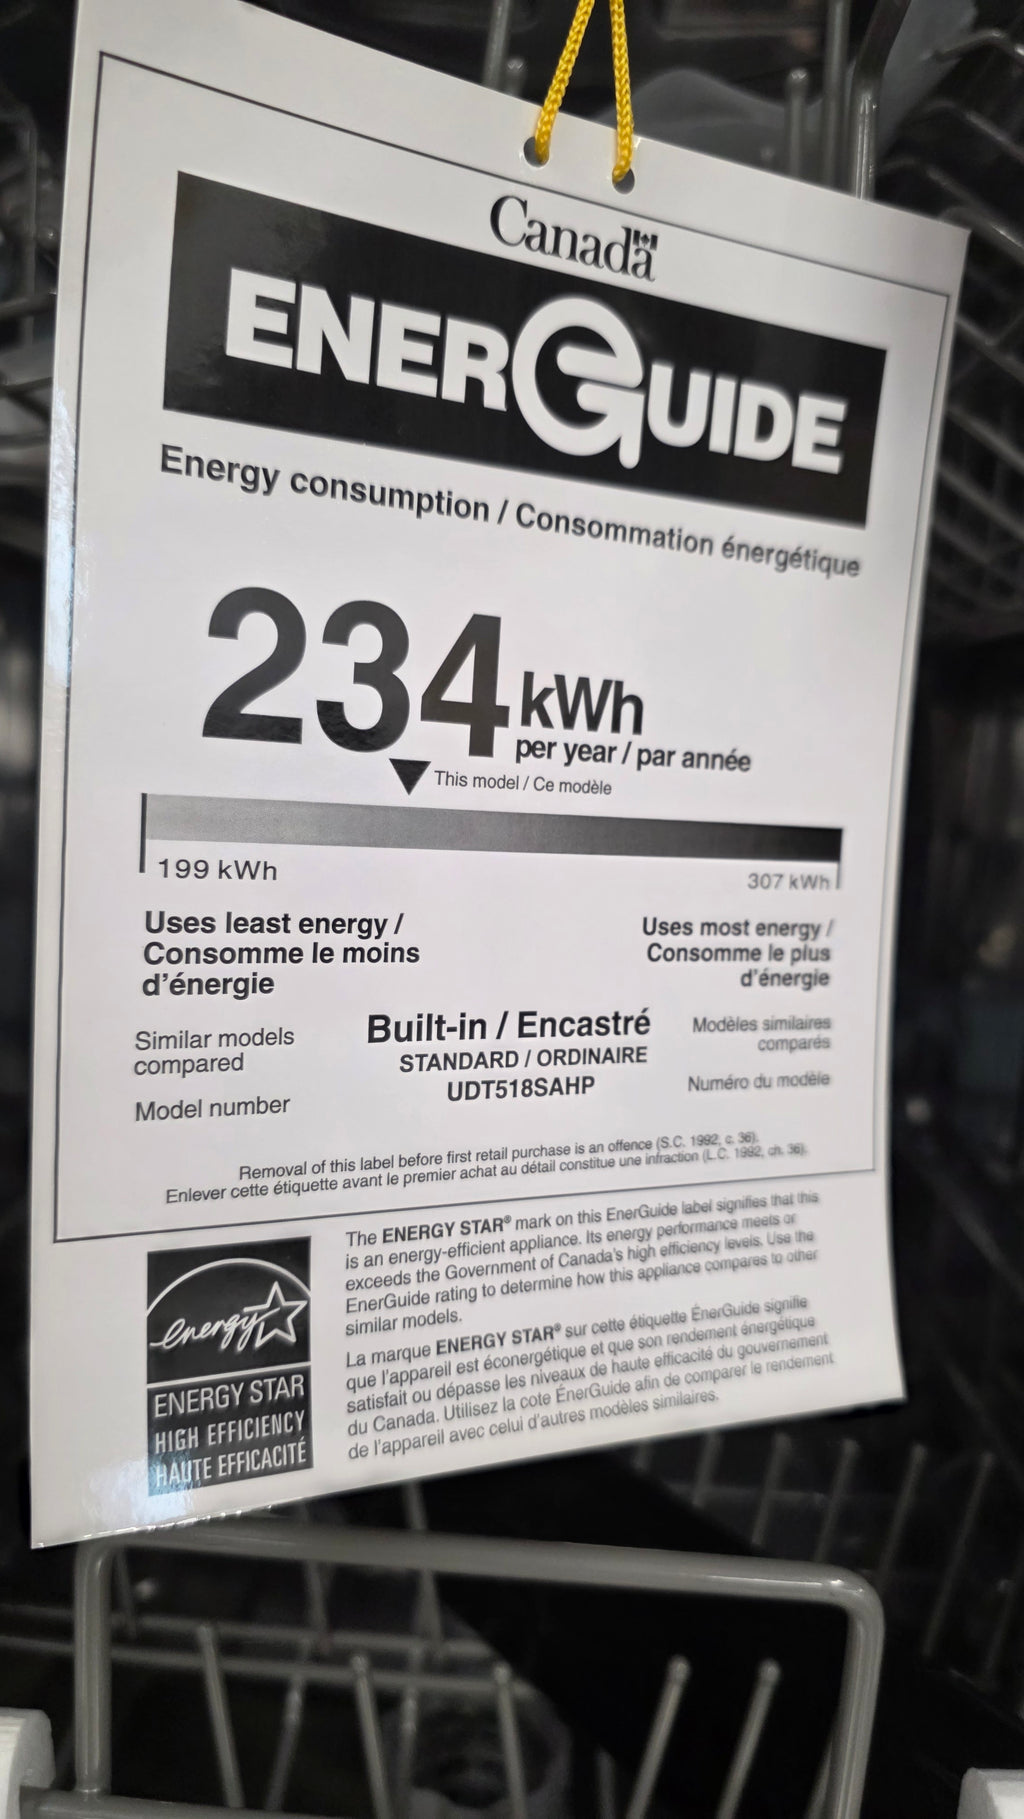 Canada
ENERGUIDE
Energy consumption / Consommation énergétique
234 kWh
per year / par année
This model / Ce modèle
199 kWh
307 kWh
Uses least energy /
Consomme le moins
d'énergie
Uses most energy /
Consomme le plus
d'énergie
Similar models
compared
Built-in / Encastré
STANDARD / ORDINAIRE
UDT518SAHP
Modèles similaires
comparés
Model number
Numéro du modèle
Removal of this label before first retail purchase is an offence (S.C. 1992, c. 36).
Enlever cette étiquette avant le premier achat au détail constitue une infraction (L.C. 1992, ch. 36).
energy
ENERGY STAR
HIGH EFFICIENCY
HAUTE EFFICACITÉ
The ENERGY STAR® mark on this EnerGuide label signifies that this
is an energy-efficient appliance. Its energy performance meets or
exceeds the Government of Canada's high efficiency levels. Use the
EnerGuide rating to determine how this appliance compares to other
similar models.
La marque ENERGY STAR® sur cette étiquette ÉnerGuide signifie
que l'appareil est éconergétique et que son rendement énergétique
satisfait ou dépasse les niveaux de haute efficacité du gouvernement
du Canada. Utilisez la cote ÉnerGuide afin de comparer le rendement
de l'appareil avec celui d'autres modèles similaires.